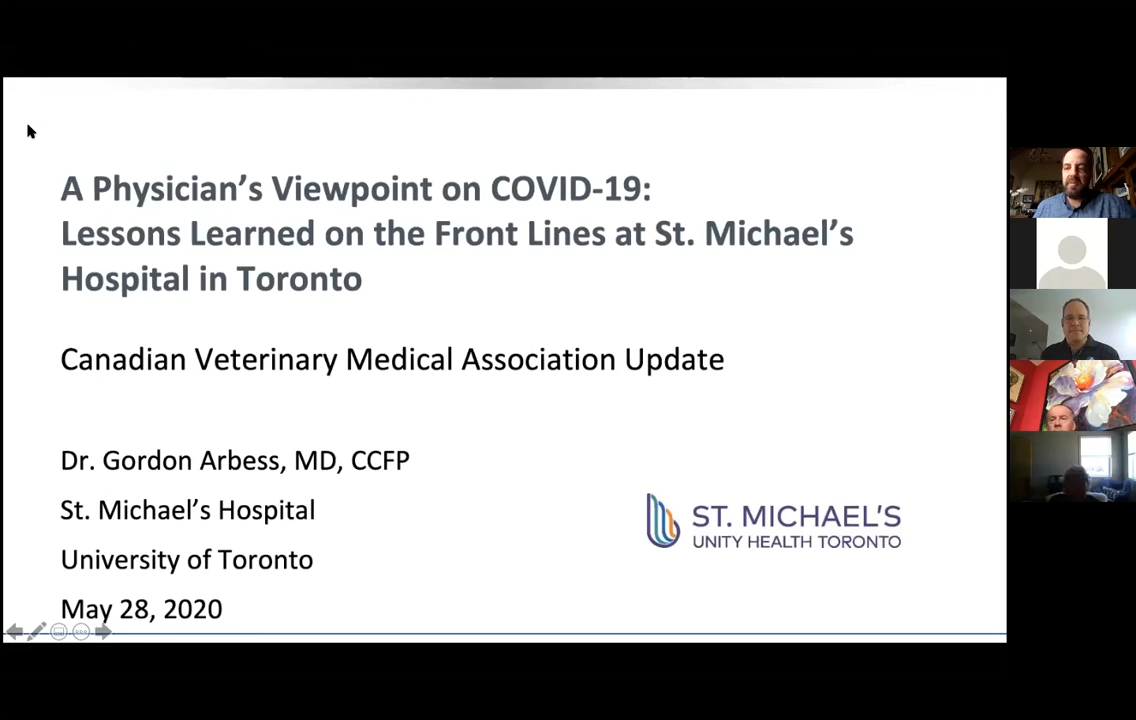 A Physician’s Viewpoint on COVID-19:
Lessons Learned on the Front Lines at St. Michael’s
Hospital in Toronto
Canadian Veterinary Medical Association Update
Dr. Gordon Arbess, MD, CCFP
St. Michael’s Hospital
University of Toronto
May 28, 2020
ST. MICHAEL’S
UNITY HEALTH TORONTO